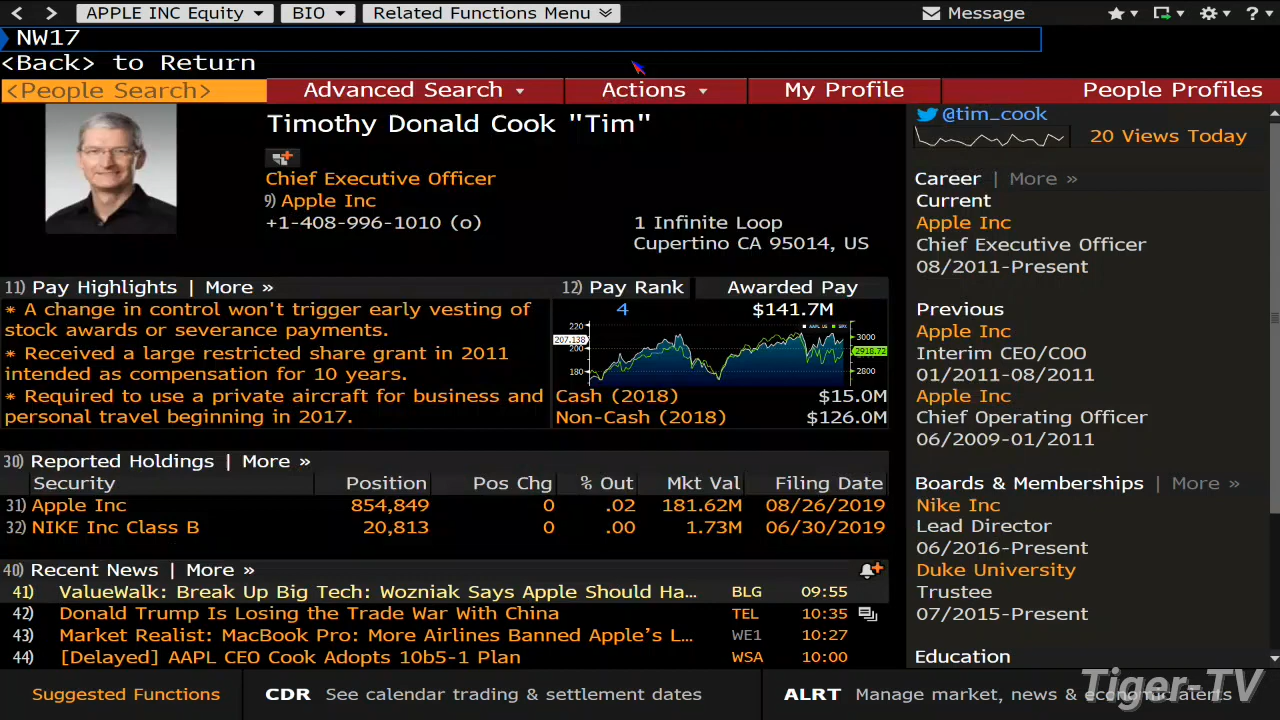 APPLE INC Equity BIO Related Functions Menu Message ?
NW17
<Back> to Return
<People Search> Advanced Search Actions My Profile People Profiles
Timothy Donald Cook "Tim"
Chief Executive Officer
9) Apple Inc
+1-408-996-1010 (o)
1 Infinite Loop
Cupertino CA 95014, US
11) Pay Highlights | More »
* A change in control won't trigger early vesting of
stock awards or severance payments.
* Received a large restricted share grant in 2011
intended as compensation for 10 years.
* Required to use a private aircraft for business and
personal travel beginning in 2017.
12) Pay Rank Awarded Pay
4 $141.7M
220
207.138
200
180
3000
2918.72
2800
Cash (2018) $15.0M
Non-Cash (2018) $126.0M
30) Reported Holdings | More »
Security Position Pos Chg % Out Mkt Val Filing Date
31) Apple Inc 854,849 0 .02 181.62M 08/26/2019
32) NIKE Inc Class B 20,813 0 .00 1.73M 06/30/2019
40) Recent News | More »
41) ValueWalk: Break Up Big Tech: Wozniak Says Apple Should Ha... BLG 09:55
42) Donald Trump Is Losing the Trade War With China TEL 10:35
43) Market Realist: MacBook Pro: More Airlines Banned Apple's L... WE1 10:27
44) [Delayed] AAPL CEO Cook Adopts 10b5-1 Plan WSA 10:00
@tim_cook
20 Views Today
Career | More »
Current
Apple Inc
Chief Executive Officer
08/2011-Present
Previous
Apple Inc
Interim CEO/COO
01/2011-08/2011
Apple Inc
Chief Operating Officer
06/2009-01/2011
Boards & Memberships | More »
Nike Inc
Lead Director
06/2016-Present
Duke University
Trustee
07/2015-Present
Education
Suggested Functions CDR See calendar trading & settlement dates ALRT Manage market, news & economic alerts
Tiger-TV